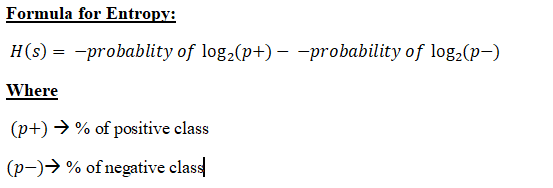 Formula for Entropy:
H(s) = −probablity of log₂(p+) − −probability of log₂(p−)
Where
(p+) → % of positive class
(p−)→ % of negative class